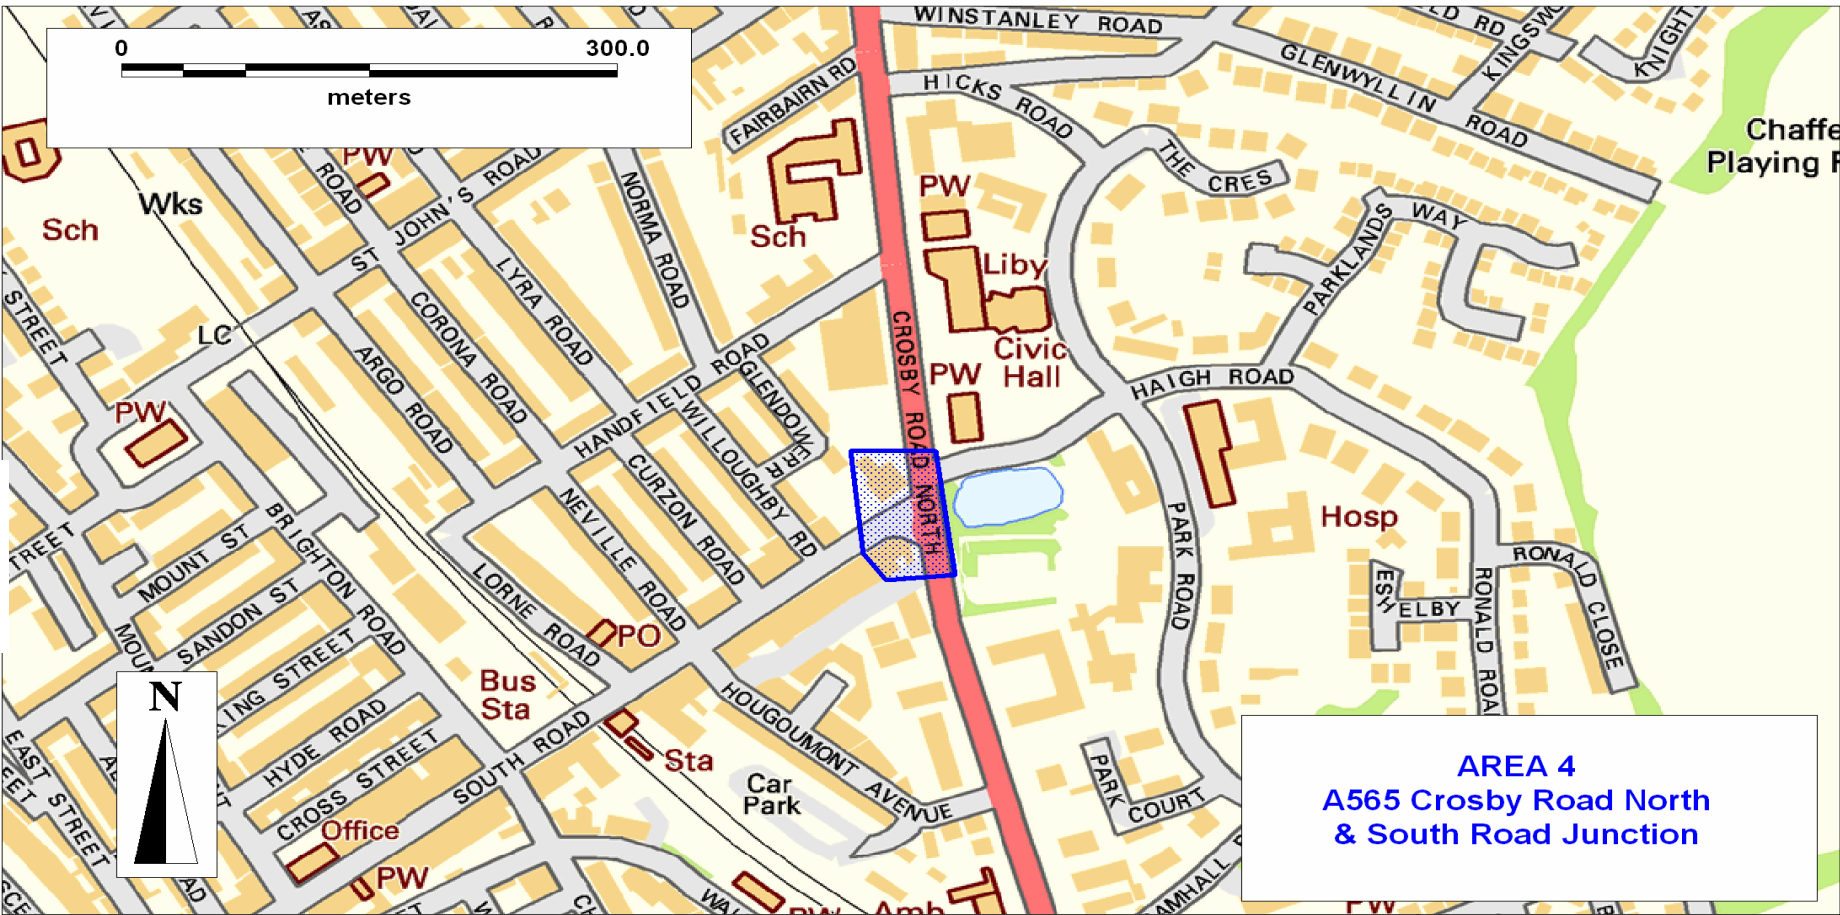 0 300.0
meters
WINSTANLEY ROAD
GLENWYLLIN ROAD
FAIRBAIRN RD
HICKS ROAD
THE CRES
Chaffe
Playing F
PW
ROAD
ST JOHN'S ROAD
Wks
Sch
NORMA ROAD
Sch
PW
Liby
Civic
Hall
PW
PARKLANDS WAY
STREET
LC
LYRA ROAD
CORONA ROAD
ARGO ROAD
CROSBY ROAD NORTH
HANDFIELD ROAD
GLENDOWER R
HAIGH ROAD
PW
WILLOUGHBY RD
CURZON ROAD
NEVILLE ROAD
LORNE ROAD
PO
PARK ROAD
Hosp
RONALD CLOSE
ESHELBY
RONALD ROA
MOUNT ST
BRIGHTON ROAD
SANDON ST
KING STREET
HYDE ROAD
CROSS STREET
SOUTH ROAD
Bus
Sta
Sta
HOUGOUMONT AVENUE
Car
Park
PARK COURT
N
EAST STREET
Office
PW
Amb
PW
AREA 4
A565 Crosby Road North
& South Road Junction